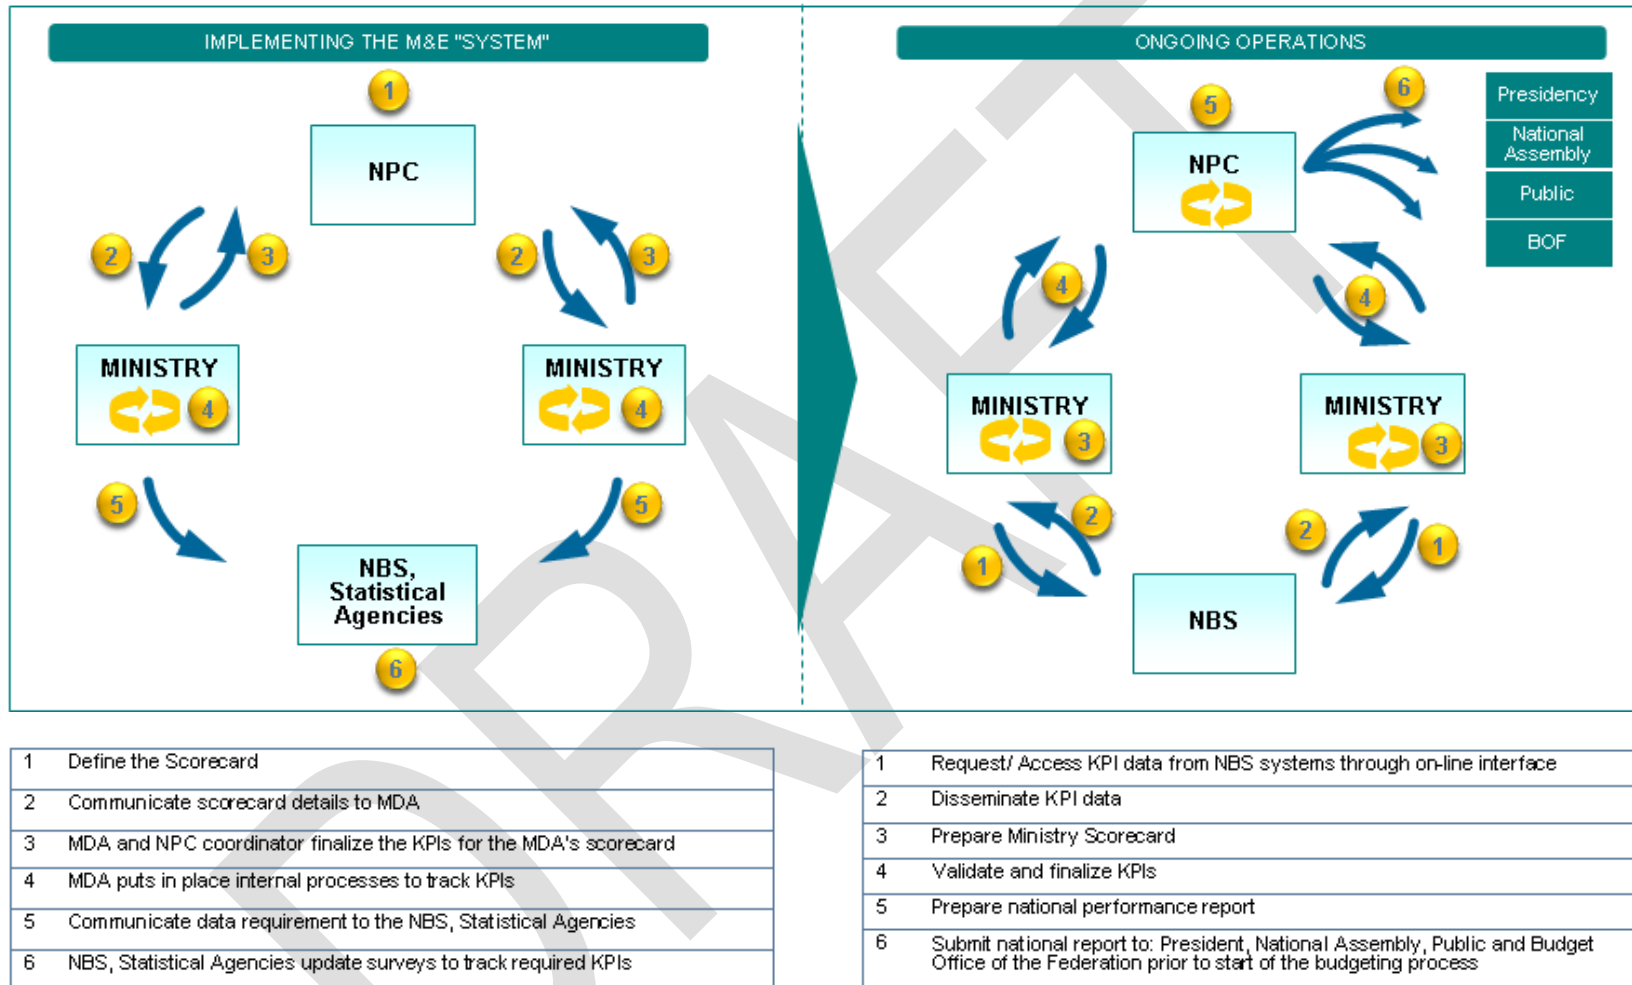 IMPLEMENTING THE M&E "SYSTEM"
1
NPC
2
3
2
3
MINISTRY
4
MINISTRY
4
5
5
NBS,
Statistical
Agencies
6
ONGOING OPERATIONS
5
6
NPC
Presidency
National
Assembly
Public
BOF
4
4
MINISTRY
3
MINISTRY
3
2
1
2
1
NBS
1 Define the Scorecard
2 Communicate scorecard details to MDA
3 MDA and NPC coordinator finalize the KPIs for the MDA's scorecard
4 MDA puts in place internal processes to track KPIs
5 Communicate data requirement to the NBS, Statistical Agencies
6 NBS, Statistical Agencies update surveys to track required KPIs
1 Request/ Access KPI data from NBS systems through on-line interface
2 Disseminate KPI data
3 Prepare Ministry Scorecard
4 Validate and finalize KPIs
5 Prepare national performance report
6 Submit national report to: President, National Assembly, Public and Budget
Office of the Federation prior to start of the budgeting process
DRAFT